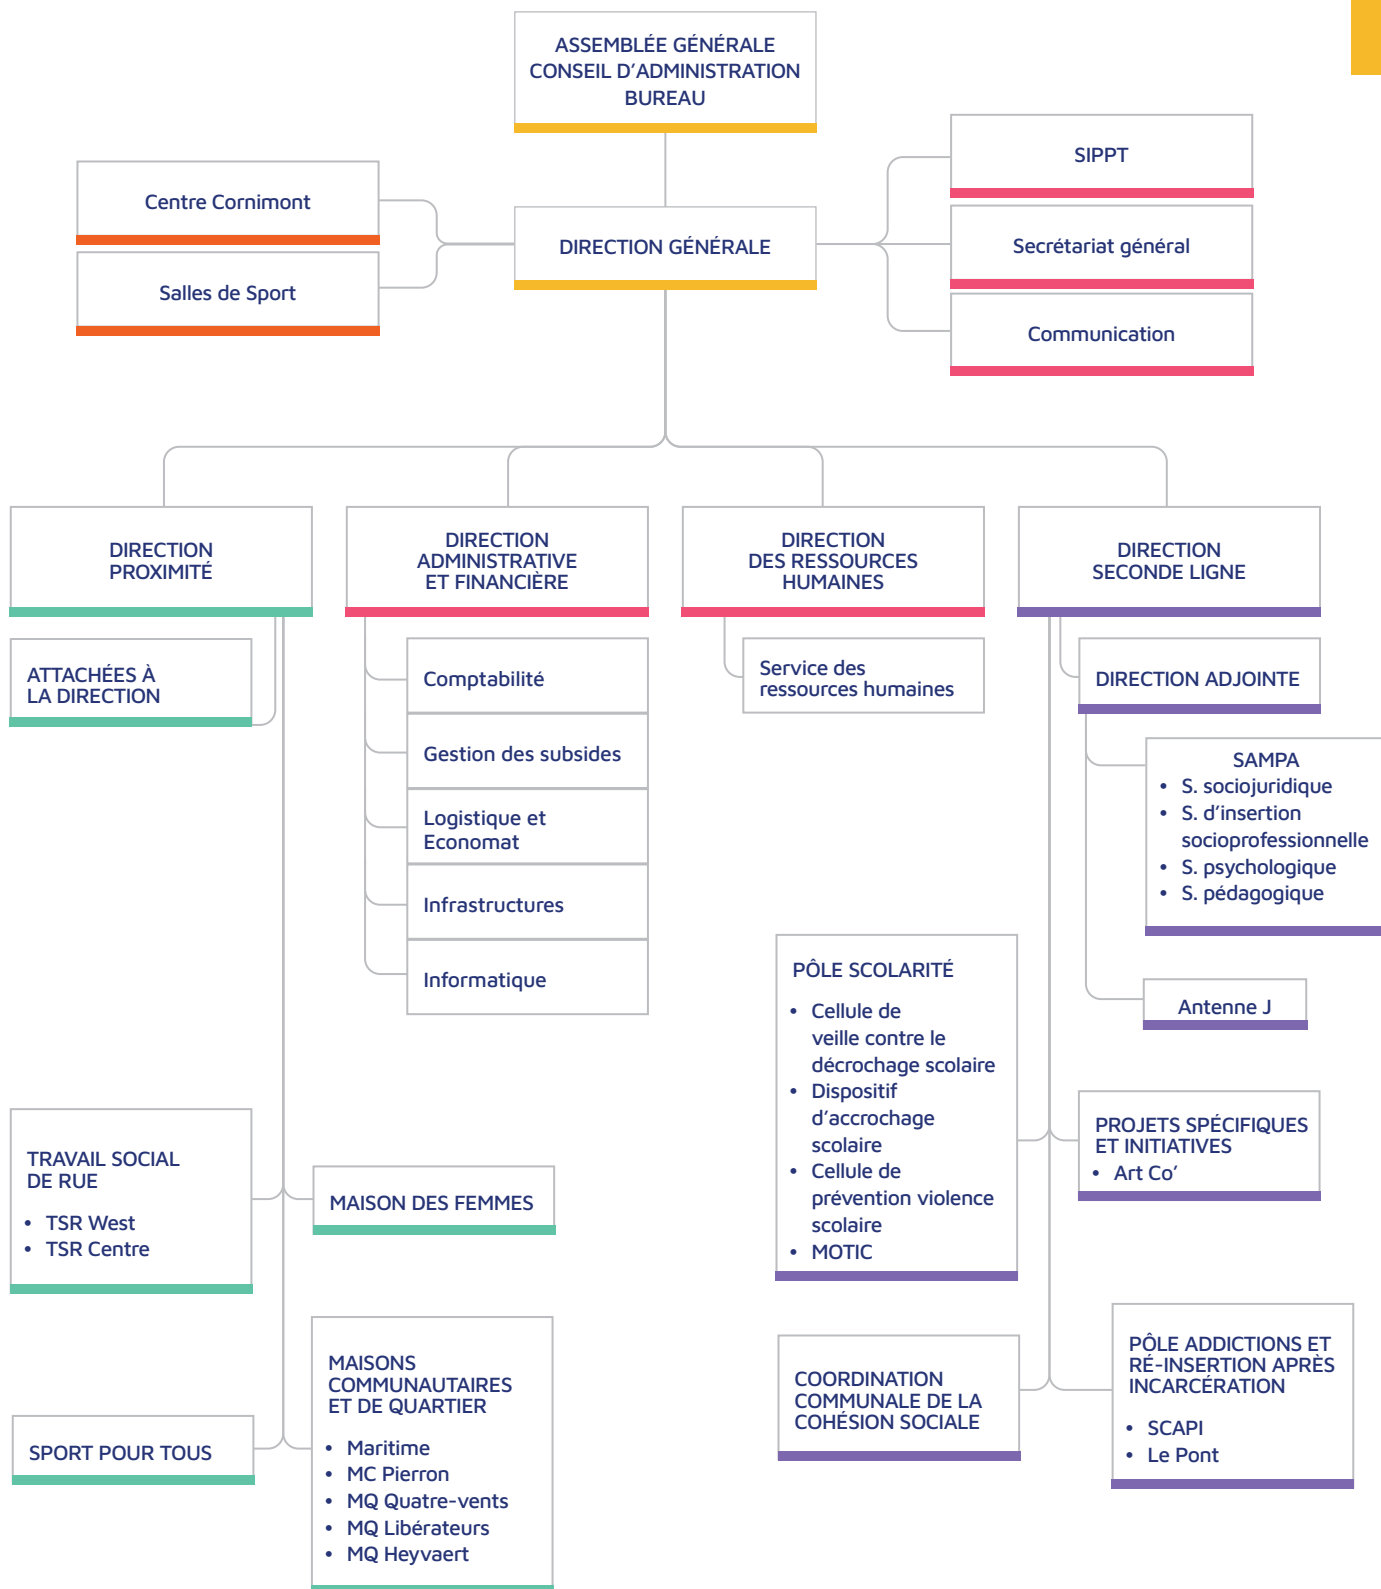 ASSEMBLÉE GÉNÉRALE
CONSEIL D'ADMINISTRATION
BUREAU
Centre Cornimont
Salles de Sport
DIRECTION GÉNÉRALE
SIPPT
Secrétariat général
Communication
DIRECTION
PROXIMITÉ
ATTACHÉES À
LA DIRECTION
TRAVAIL SOCIAL
DE RUE
• TSR West
• TSR Centre
MAISON DES FEMMES
SPORT POUR TOUS
MAISONS
COMMUNAUTAIRES
ET DE QUARTIER
• Maritime
• MC Pierron
• MQ Quatre-vents
• MQ Libérateurs
• MQ Heyvaert
DIRECTION
ADMINISTRATIVE
ET FINANCIÈRE
Comptabilité
Gestion des subsides
Logistique et
Economat
Infrastructures
Informatique
DIRECTION
DES RESSOURCES
HUMAINES
Service des
ressources humaines
DIRECTION
SECONDE LIGNE
DIRECTION ADJOINTE
SAMPA
• S. sociojuridique
• S. d'insertion
socioprofessionnelle
• S. psychologique
• S. pédagogique
Antenne J
PÔLE SCOLARITÉ
• Cellule de
veille contre le
décrochage scolaire
• Dispositif
d'accrochage
scolaire
• Cellule de
prévention violence
scolaire
• MOTIC
PROJETS SPÉCIFIQUES
ET INITIATIVES
• Art Co'
COORDINATION
COMMUNALE DE LA
COHÉSION SOCIALE
PÔLE ADDICTIONS ET
RÉ-INSERTION APRÈS
INCARCÉRATION
• SCAPI
• Le Pont